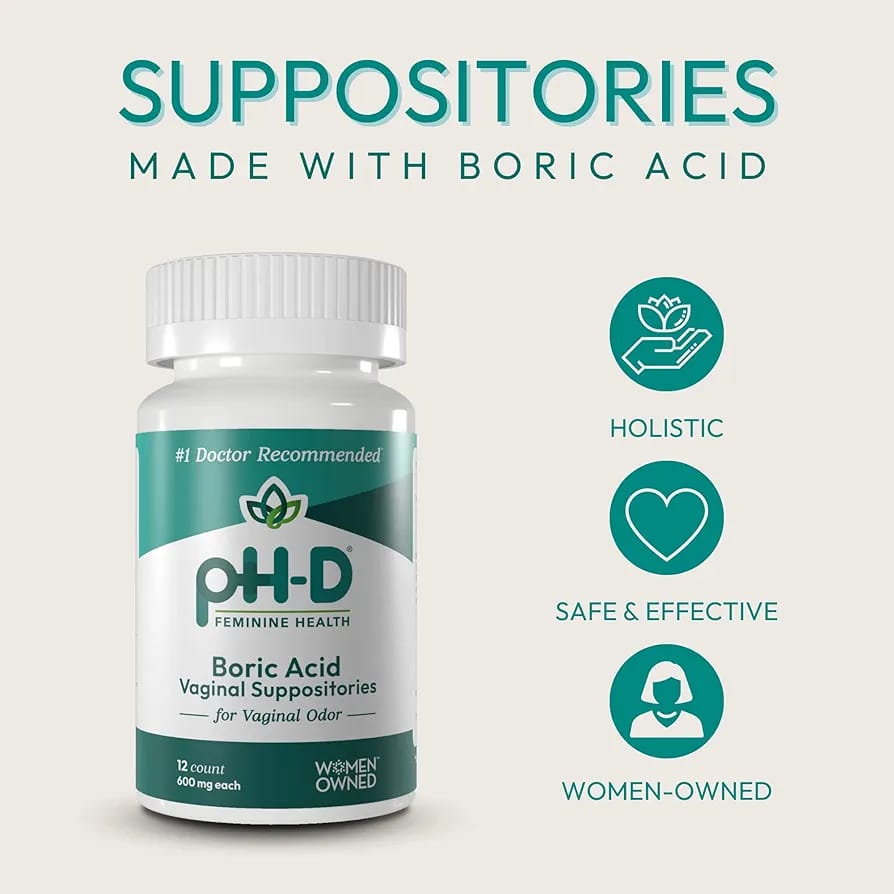 SUPPOSITORIES
MADE WITH BORIC ACID
#1 Doctor Recommended
pH-D®
FEMININE HEALTH
Boric Acid
Vaginal Suppositories
for Vaginal Odor
12 count
600 mg each
WOMEN
OWNED
HOLISTIC
SAFE & EFFECTIVE
WOMEN-OWNED